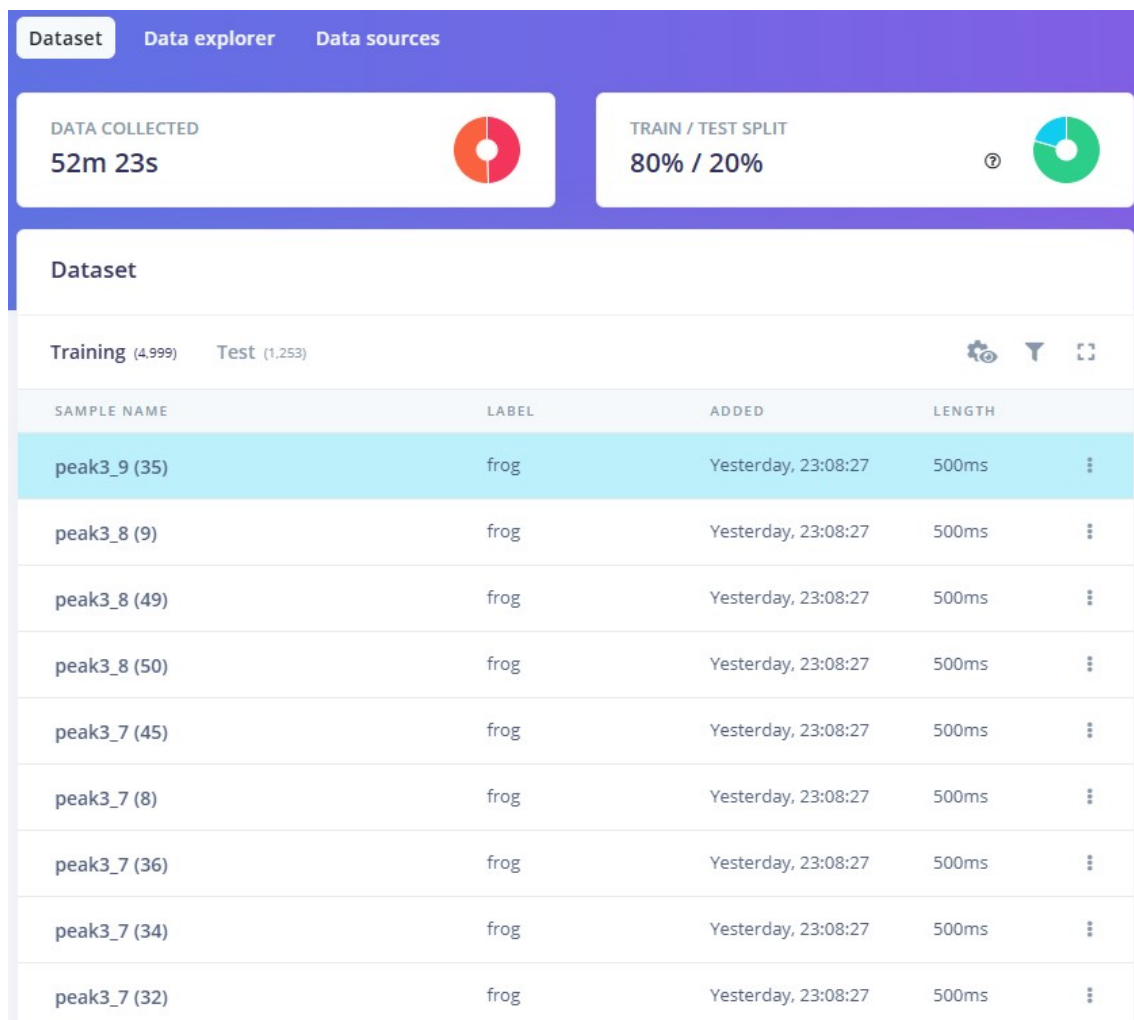 Dataset Data explorer Data sources
DATA COLLECTED
52m 23s
TRAIN / TEST SPLIT
80% / 20%
?
Dataset
Training (4,999) Test (1,253)
SAMPLE NAME LABEL ADDED LENGTH
peak3_9 (35) frog Yesterday, 23:08:27 500ms
peak3_8 (9) frog Yesterday, 23:08:27 500ms
peak3_8 (49) frog Yesterday, 23:08:27 500ms
peak3_8 (50) frog Yesterday, 23:08:27 500ms
peak3_7 (45) frog Yesterday, 23:08:27 500ms
peak3_7 (8) frog Yesterday, 23:08:27 500ms
peak3_7 (36) frog Yesterday, 23:08:27 500ms
peak3_7 (34) frog Yesterday, 23:08:27 500ms
peak3_7 (32) frog Yesterday, 23:08:27 500ms